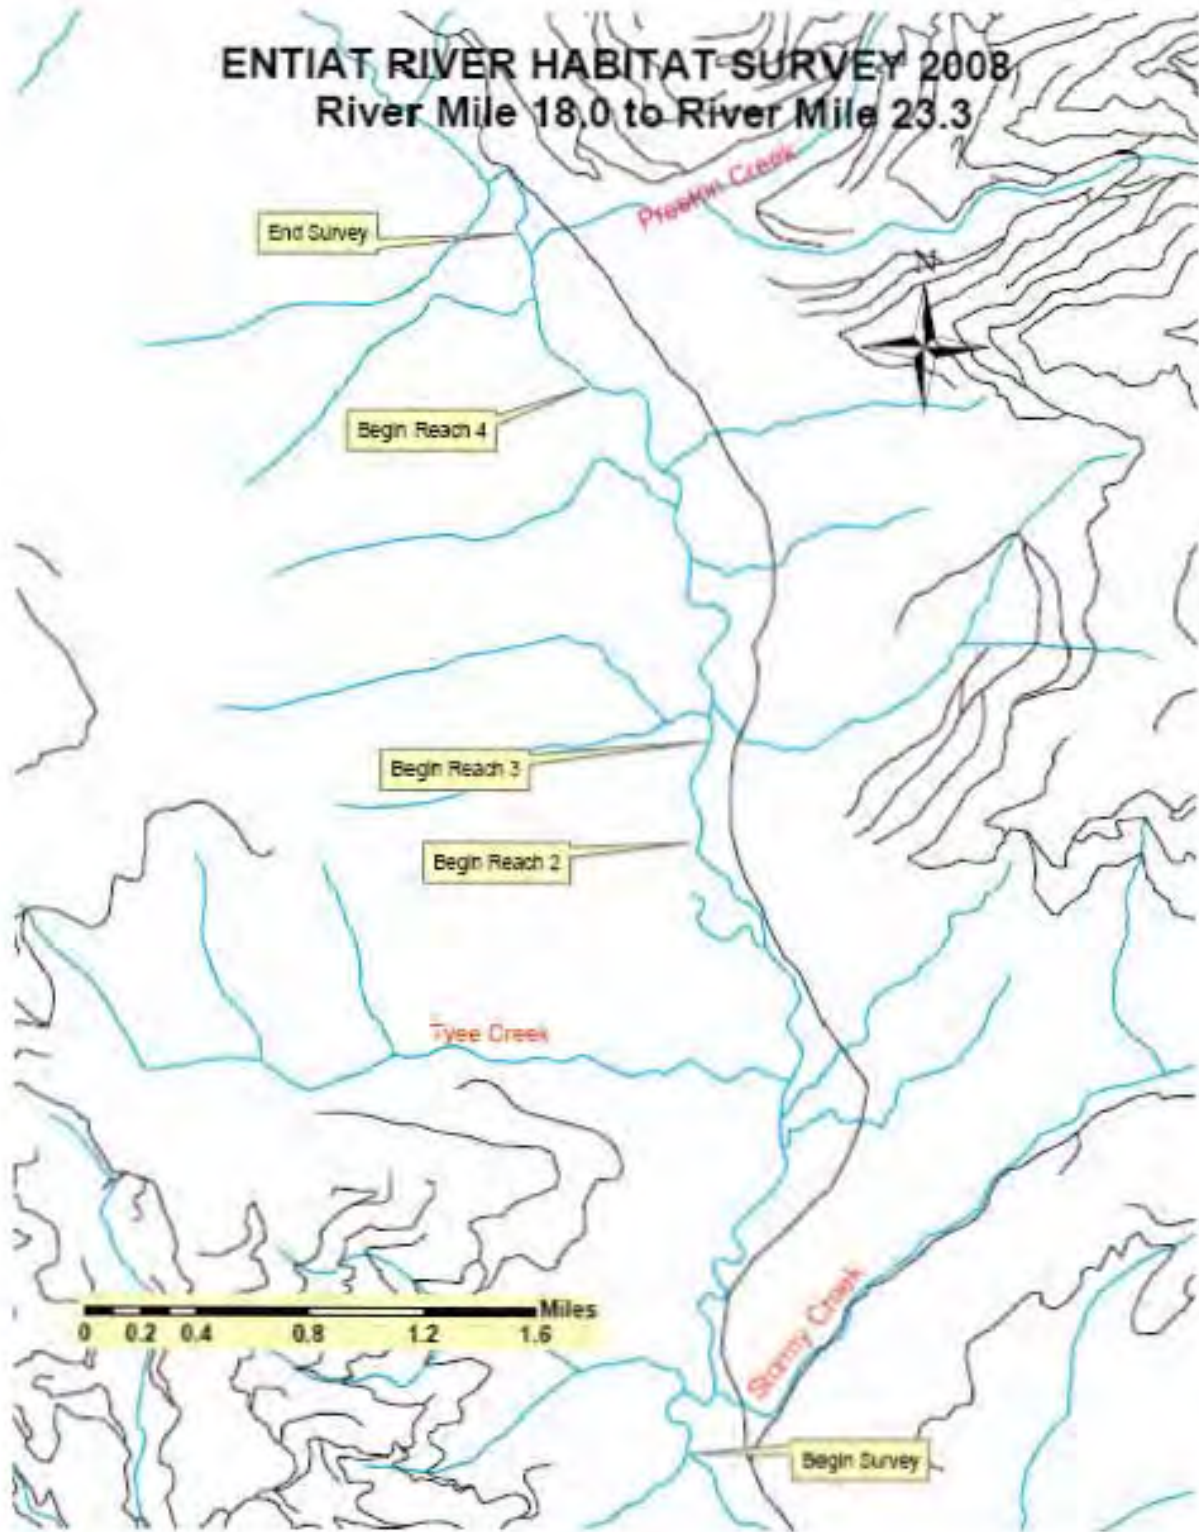 ENTIAT RIVER HABITAT SURVEY 2008
River Mile 18.0 to River Mile 23.3
Preston Creek
End Survey
N
Begin Reach 4
Begin Reach 3
Begin Reach 2
Tyee Creek
Miles
0 0.2 0.4 0.8 1.2 1.6
Stormy Creek
Begin Survey